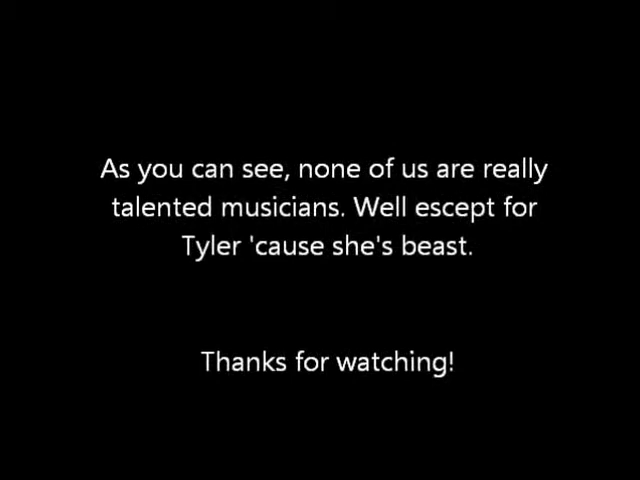 As you can see, none of us are really
talented musicians. Well escept for
Tyler 'cause she's beast.
Thanks for watching!